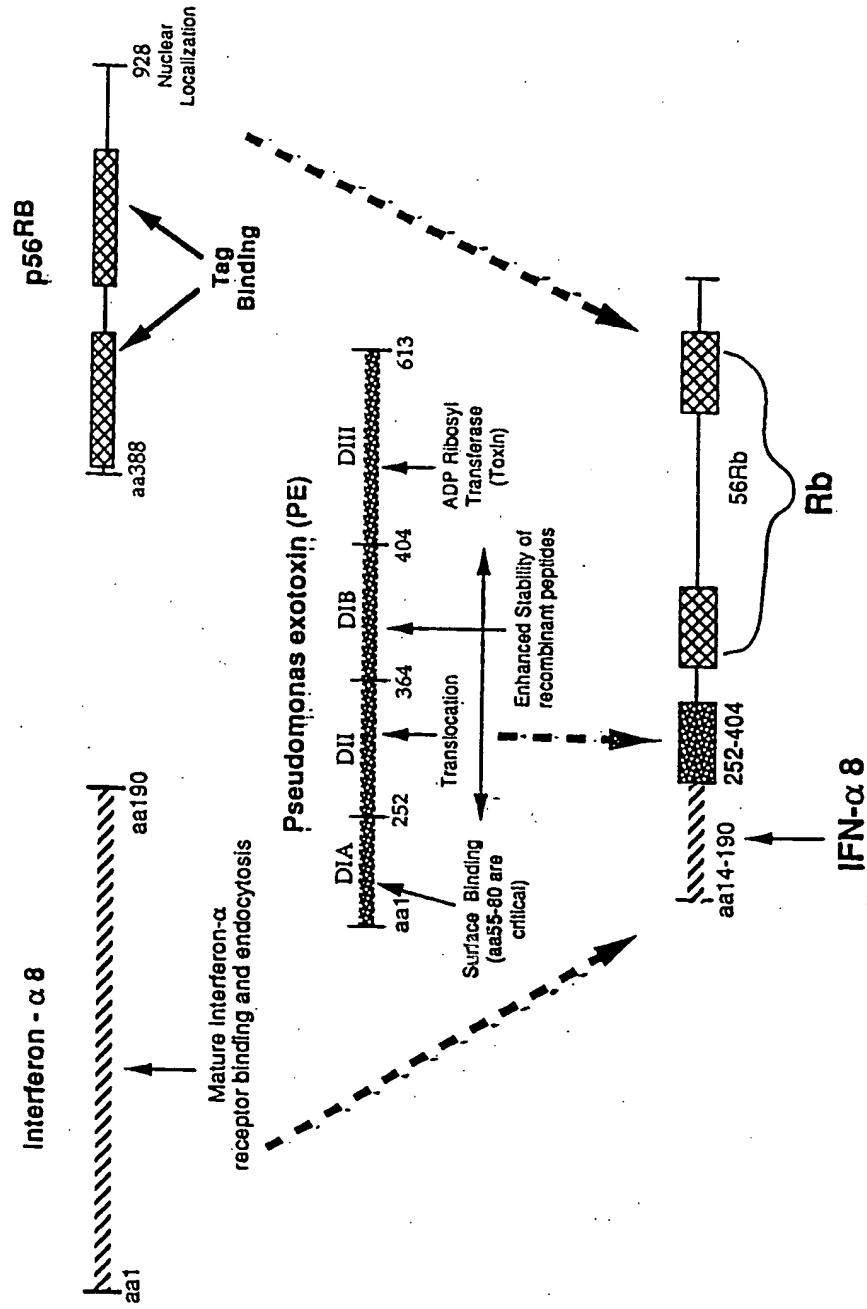 Interferon - α 8
aa1
aa190
Mature Interferon-α
receptor binding and endocytosis
p56RB
aa388
928
Nuclear
Localization
Tag
Binding
Pseudomonas exotoxin (PE)
DIA
DII
DIB
DIII
aa1
252
364
404
613
Surface Binding
(aa55-80 are
critical)
Translocation
Enhanced Stability of
recombinant peptides
ADP Ribosyl
Transferase
(Toxin)
aa14-190
252-404
56Rb
IFN-α 8
Rb